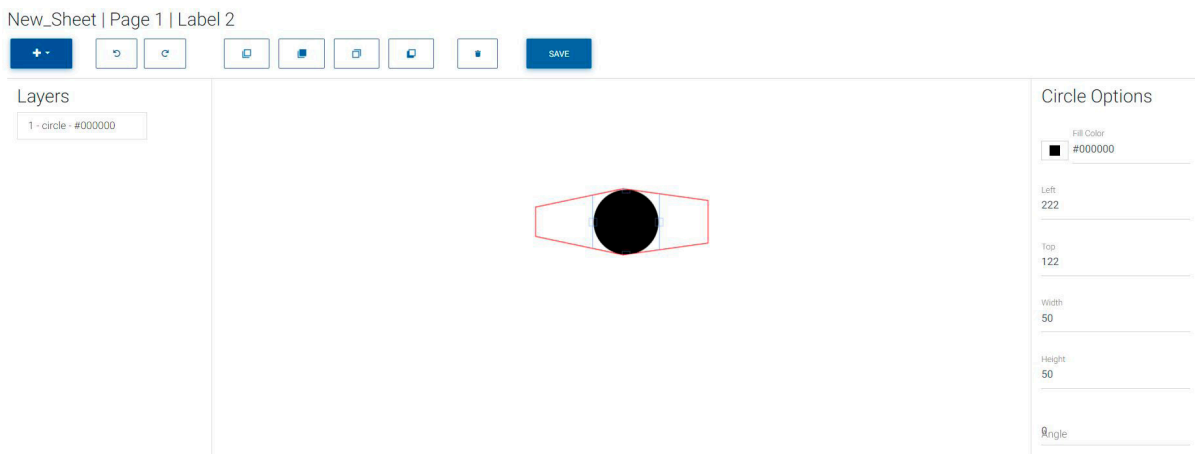 New_Sheet | Page 1 | Label 2
SAVE
Layers
1 - circle - #000000
Circle Options
Fill Color
#000000
Left
222
Top
122
Width
50
Height
50
0
Angle